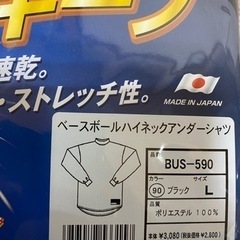 速乾。
・ストレッチ性。
MADE IN JAPAN
ベースボールハイネックアンダーシャツ
品番
BUS-590
カラー
サイズ
90 ブラック
L
品質
ポリエステル 100%
本体¥3,080(税抜価格¥2,800)